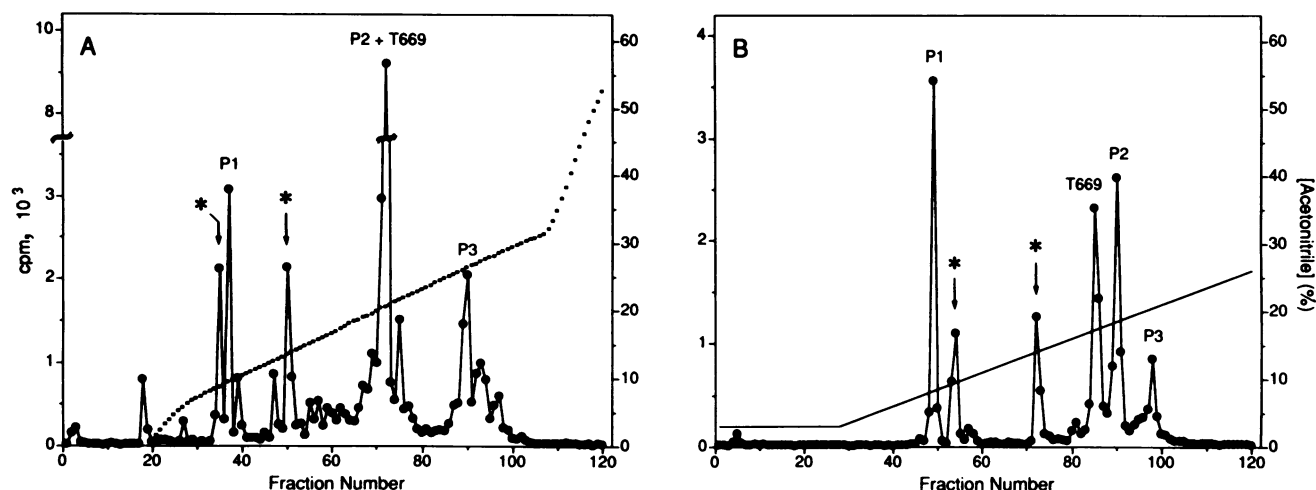 A
P2 + T669
P1
*
*
P3
cpm, 10³
10
8
3
2
1
0
60
50
40
30
20
10
0
0 20 40 60 80 100 120
Fraction Number
B
P1
P2
T669
*
*
P3
4
3
2
1
0
60
50
40
30
20
10
0
[Acetonitrile] (%)
0 20 40 60 80 100 120
Fraction Number